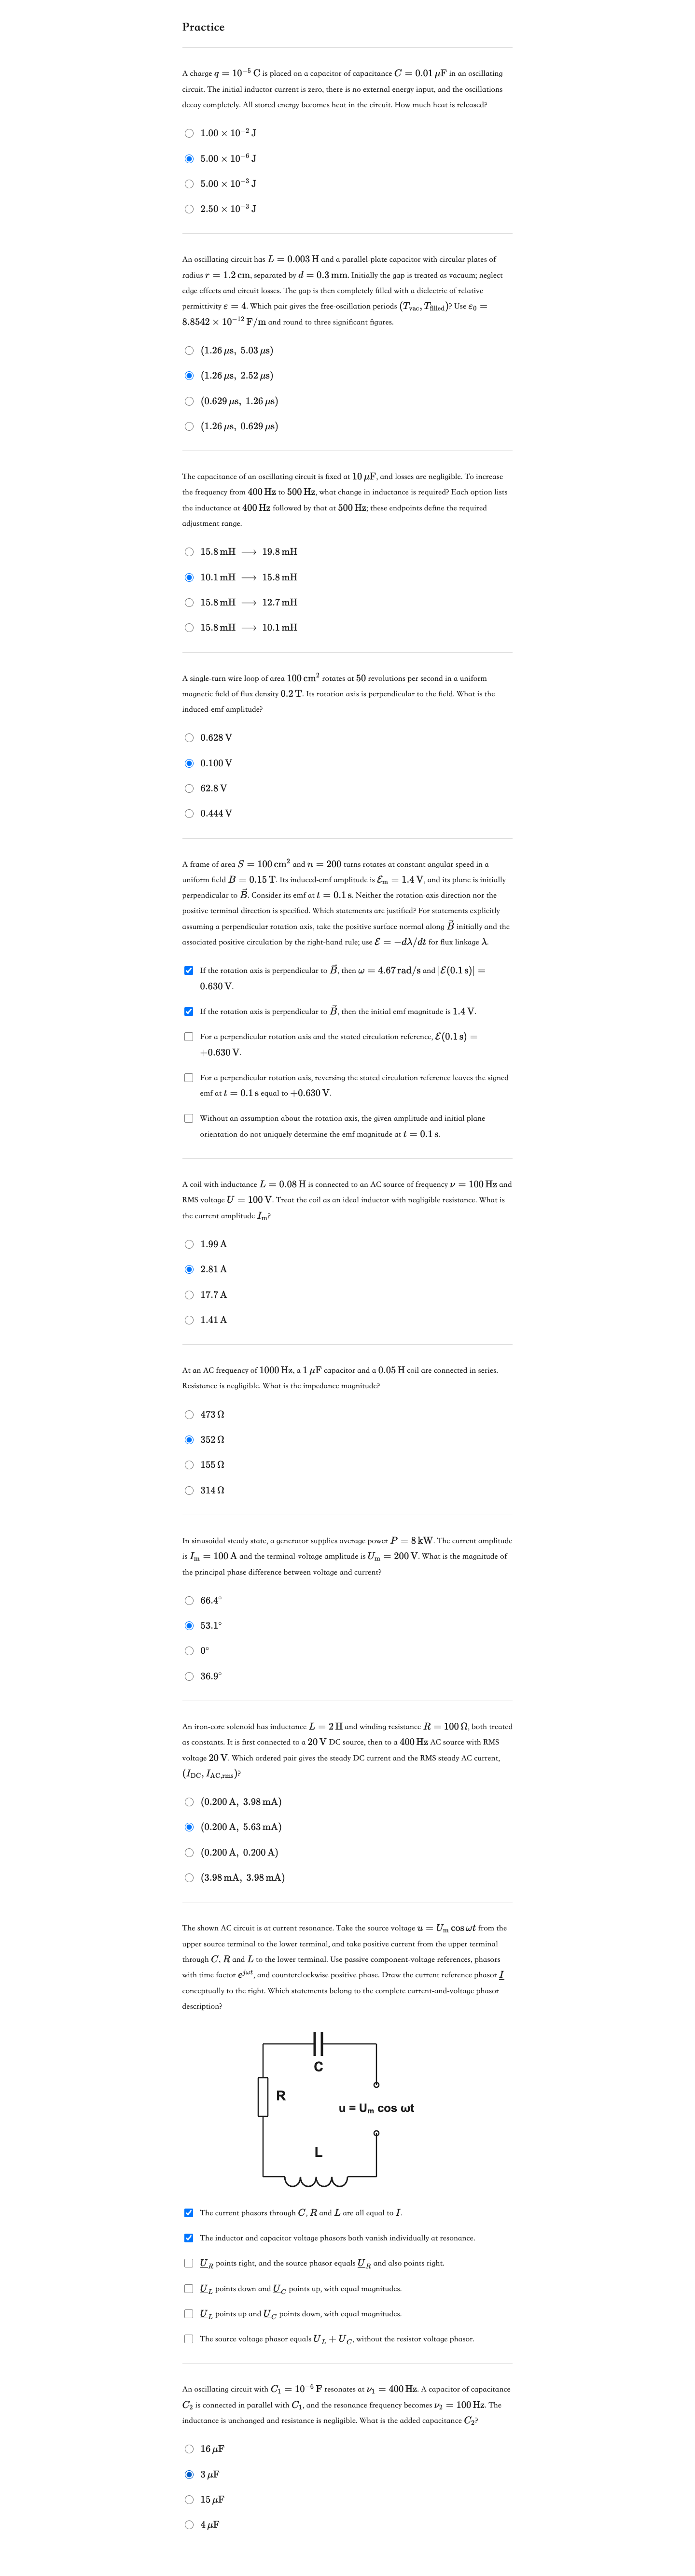 Practice
A charge q = 10⁻⁵ C is placed on a capacitor of capacitance C = 0.01 μF in an oscillating
circuit. The initial inductor current is zero, there is no external energy input, and the oscillations
decay completely. All stored energy becomes heat in the circuit. How much heat is released?
1.00 × 10⁻² J
5.00 × 10⁻⁶ J
5.00 × 10⁻³ J
2.50 × 10⁻³ J
An oscillating circuit has L = 0.003 H and a parallel-plate capacitor with circular plates of
radius r = 1.2 cm, separated by d = 0.3 mm. Initially the gap is treated as vacuum; neglect
edge effects and circuit losses. The gap is then completely filled with a dielectric of relative
permittivity ε = 4. Which pair gives the free-oscillation periods (T_vac, T_filled)? Use ε₀ =
8.8542 × 10⁻¹² F/m and round to three significant figures.
(1.26 μs, 5.03 μs)
(1.26 μs, 2.52 μs)
(0.629 μs, 1.26 μs)
(1.26 μs, 0.629 μs)
The capacitance of an oscillating circuit is fixed at 10 μF, and losses are negligible. To increase
the frequency from 400 Hz to 500 Hz, what change in inductance is required? Each option lists
the inductance at 400 Hz followed by that at 500 Hz; these endpoints define the required
adjustment range.
15.8 mH ⟶ 19.8 mH
10.1 mH ⟶ 15.8 mH
15.8 mH ⟶ 12.7 mH
15.8 mH ⟶ 10.1 mH
A single-turn wire loop of area 100 cm² rotates at 50 revolutions per second in a uniform
magnetic field of flux density 0.2 T. Its rotation axis is perpendicular to the field. What is the
induced-emf amplitude?
0.628 V
0.100 V
62.8 V
0.444 V
A frame of area S = 100 cm² and n = 200 turns rotates at constant angular speed in a
uniform field B = 0.15 T. Its induced-emf amplitude is ℰₘ = 1.4 V, and its plane is initially
perpendicular to B⃗. Consider its emf at t = 0.1 s. Neither the rotation-axis direction nor the
positive terminal direction is specified. Which statements are justified? For statements explicitly
assuming a perpendicular rotation axis, take the positive surface normal along B⃗ initially and the
associated positive circulation by the right-hand rule; use ℰ = −dλ/dt for flux linkage λ.
If the rotation axis is perpendicular to B⃗, then ω = 4.67 rad/s and |ℰ(0.1 s)| =
0.630 V.
If the rotation axis is perpendicular to B⃗, then the initial emf magnitude is 1.4 V.
For a perpendicular rotation axis and the stated circulation reference, ℰ(0.1 s) =
+0.630 V.
For a perpendicular rotation axis, reversing the stated circulation reference leaves the signed
emf at t = 0.1 s equal to +0.630 V.
Without an assumption about the rotation axis, the given amplitude and initial plane
orientation do not uniquely determine the emf magnitude at t = 0.1 s.
A coil with inductance L = 0.08 H is connected to an AC source of frequency ν = 100 Hz and
RMS voltage U = 100 V. Treat the coil as an ideal inductor with negligible resistance. What is
the current amplitude Iₘ?
1.99 A
2.81 A
17.7 A
1.41 A
At an AC frequency of 1000 Hz, a 1 μF capacitor and a 0.05 H coil are connected in series.
Resistance is negligible. What is the impedance magnitude?
473 Ω
352 Ω
155 Ω
314 Ω
In sinusoidal steady state, a generator supplies average power P = 8 kW. The current amplitude
is Iₘ = 100 A and the terminal-voltage amplitude is Uₘ = 200 V. What is the magnitude of
the principal phase difference between voltage and current?
66.4°
53.1°
0°
36.9°
An iron-core solenoid has inductance L = 2 H and winding resistance R = 100 Ω, both treated
as constants. It is first connected to a 20 V DC source, then to a 400 Hz AC source with RMS
voltage 20 V. Which ordered pair gives the steady DC current and the RMS steady AC current,
(I_DC, I_AC,rms)?
(0.200 A, 3.98 mA)
(0.200 A, 5.63 mA)
(0.200 A, 0.200 A)
(3.98 mA, 3.98 mA)
The shown AC circuit is at current resonance. Take the source voltage u = Uₘ cos ωt from the
upper source terminal to the lower terminal, and take positive current from the upper terminal
through C, R and L to the lower terminal. Use passive component-voltage references, phasors
with time factor e^{jωt}, and counterclockwise positive phase. Draw the current reference phasor I̲
conceptually to the right. Which statements belong to the complete current-and-voltage phasor
description?
C
R
u = Uₘ cos ωt
L
The current phasors through C, R and L are all equal to I̲.
The inductor and capacitor voltage phasors both vanish individually at resonance.
U̲_R points right, and the source phasor equals U̲_R and also points right.
U̲_L points down and U̲_C points up, with equal magnitudes.
U̲_L points up and U̲_C points down, with equal magnitudes.
The source voltage phasor equals U̲_L + U̲_C, without the resistor voltage phasor.
An oscillating circuit with C₁ = 10⁻⁶ F resonates at ν₁ = 400 Hz. A capacitor of capacitance
C₂ is connected in parallel with C₁, and the resonance frequency becomes ν₂ = 100 Hz. The
inductance is unchanged and resistance is negligible. What is the added capacitance C₂?
16 μF
3 μF
15 μF
4 μF